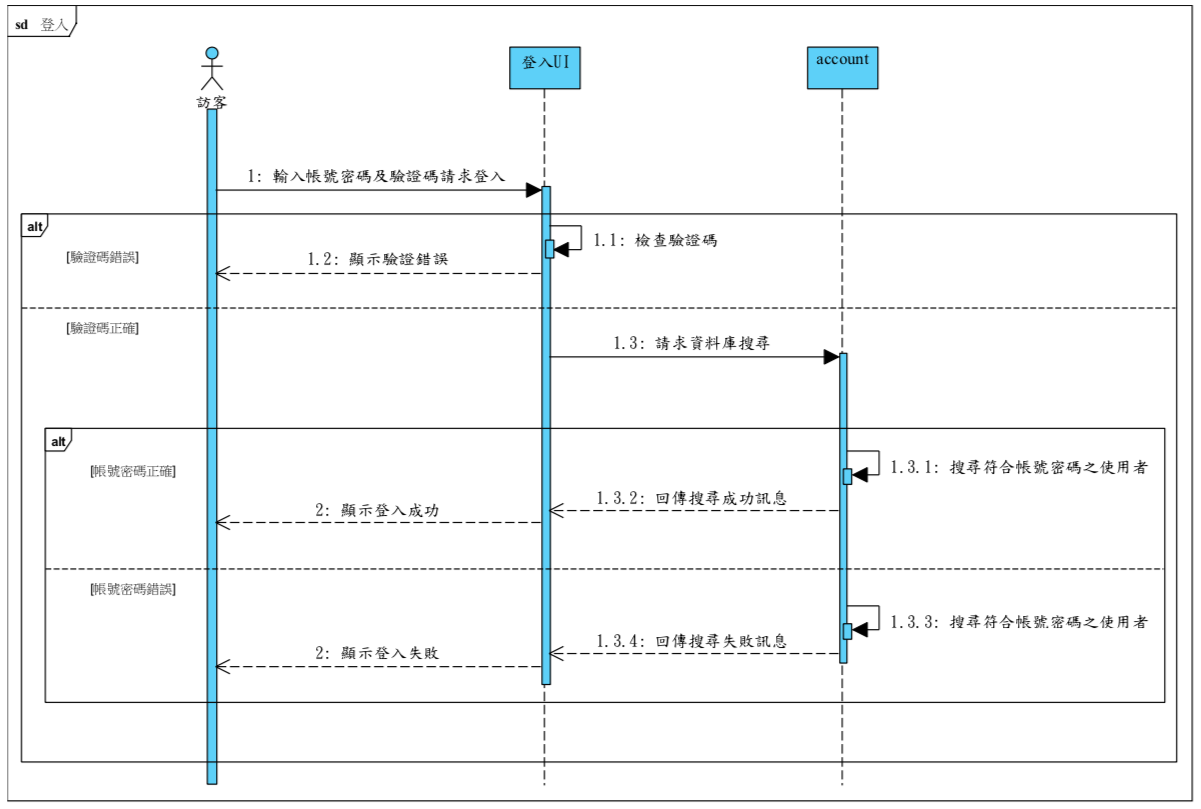 sd 登入
訪客
登入UI
account
1: 輸入帳號密碼及驗證碼請求登入
alt
1.1: 檢查驗證碼
[驗證碼錯誤]
1.2: 顯示驗證錯誤
[驗證碼正確]
1.3: 請求資料庫搜尋
alt
[帳號密碼正確]
1.3.1: 搜尋符合帳號密碼之使用者
1.3.2: 回傳搜尋成功訊息
2: 顯示登入成功
[帳號密碼錯誤]
1.3.3: 搜尋符合帳號密碼之使用者
1.3.4: 回傳搜尋失敗訊息
2: 顯示登入失敗